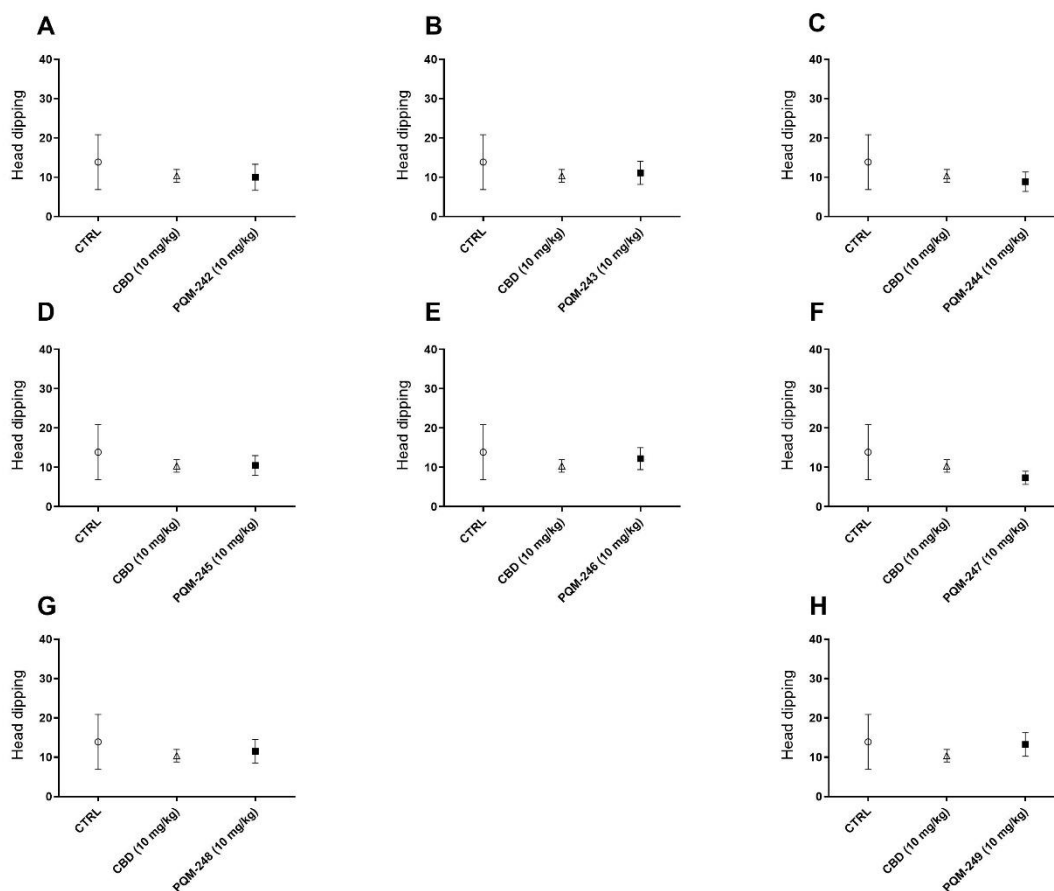 A
Head dipping
40
30
20
10
0
CTRL
CBD (10 mg/kg)
PQM-242 (10 mg/kg)
B
Head dipping
40
30
20
10
0
CTRL
CBD (10 mg/kg)
PQM-243 (10 mg/kg)
C
Head dipping
40
30
20
10
0
CTRL
CBD (10 mg/kg)
PQM-244 (10 mg/kg)
D
Head dipping
40
30
20
10
0
CTRL
CBD (10 mg/kg)
PQM-245 (10 mg/kg)
E
Head dipping
40
30
20
10
0
CTRL
CBD (10 mg/kg)
PQM-246 (10 mg/kg)
F
Head dipping
40
30
20
10
0
CTRL
CBD (10 mg/kg)
PQM-247 (10 mg/kg)
G
Head dipping
40
30
20
10
0
CTRL
CBD (10 mg/kg)
PQM-248 (10 mg/kg)
H
Head dipping
40
30
20
10
0
CTRL
CBD (10 mg/kg)
PQM-249 (10 mg/kg)